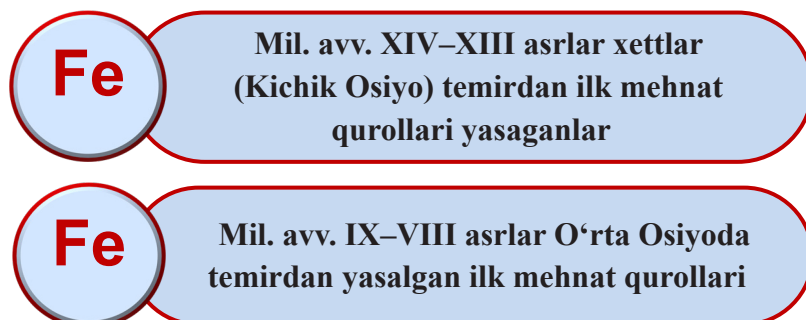 Fe
Mil. avv. XIV–XIII asrlar xettlar
(Kichik Osiyo) temirdan ilk mehnat
qurollari yasaganlar
Fe
Mil. avv. IX–VIII asrlar O‘rta Osiyoda
temirdan yasalgan ilk mehnat qurollari